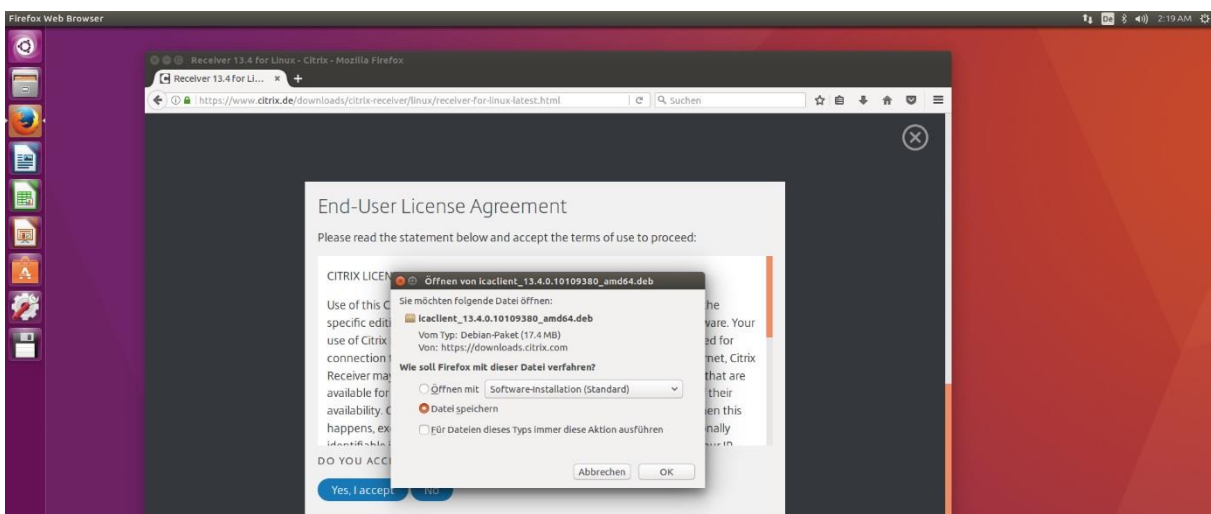 Firefox Web Browser
De
2:19 AM
Receiver 13.4 for Linux - Citrix - Mozilla Firefox
Receiver 13.4 for Li...
https://www.citrix.de/downloads/citrix-receiver/linux/receiver-for-linux-latest.html
Suchen
End-User License Agreement
Please read the statement below and accept the terms of use to proceed:
CITRIX LICEN
Use of this C
specific editi
use of Citrix
connection
Receiver may
available for
availability.
happens, ex
Öffnen von icaclient_13.4.0.10109380_amd64.deb
Sie möchten folgende Datei öffnen:
icaclient_13.4.0.10109380_amd64.deb
Vom Typ: Debian-Paket (17.4 MB)
Von: https://downloads.citrix.com
Wie soll Firefox mit dieser Datei verfahren?
Öffnen mit Software-Installation (Standard)
Datei speichern
Für Dateien dieses Typs immer diese Aktion ausführen
Abbrechen OK
the
ware. Your
ed for
rnet, Citrix
that are
their
en this
onally
DO YOU ACCE
Yes, I accept No